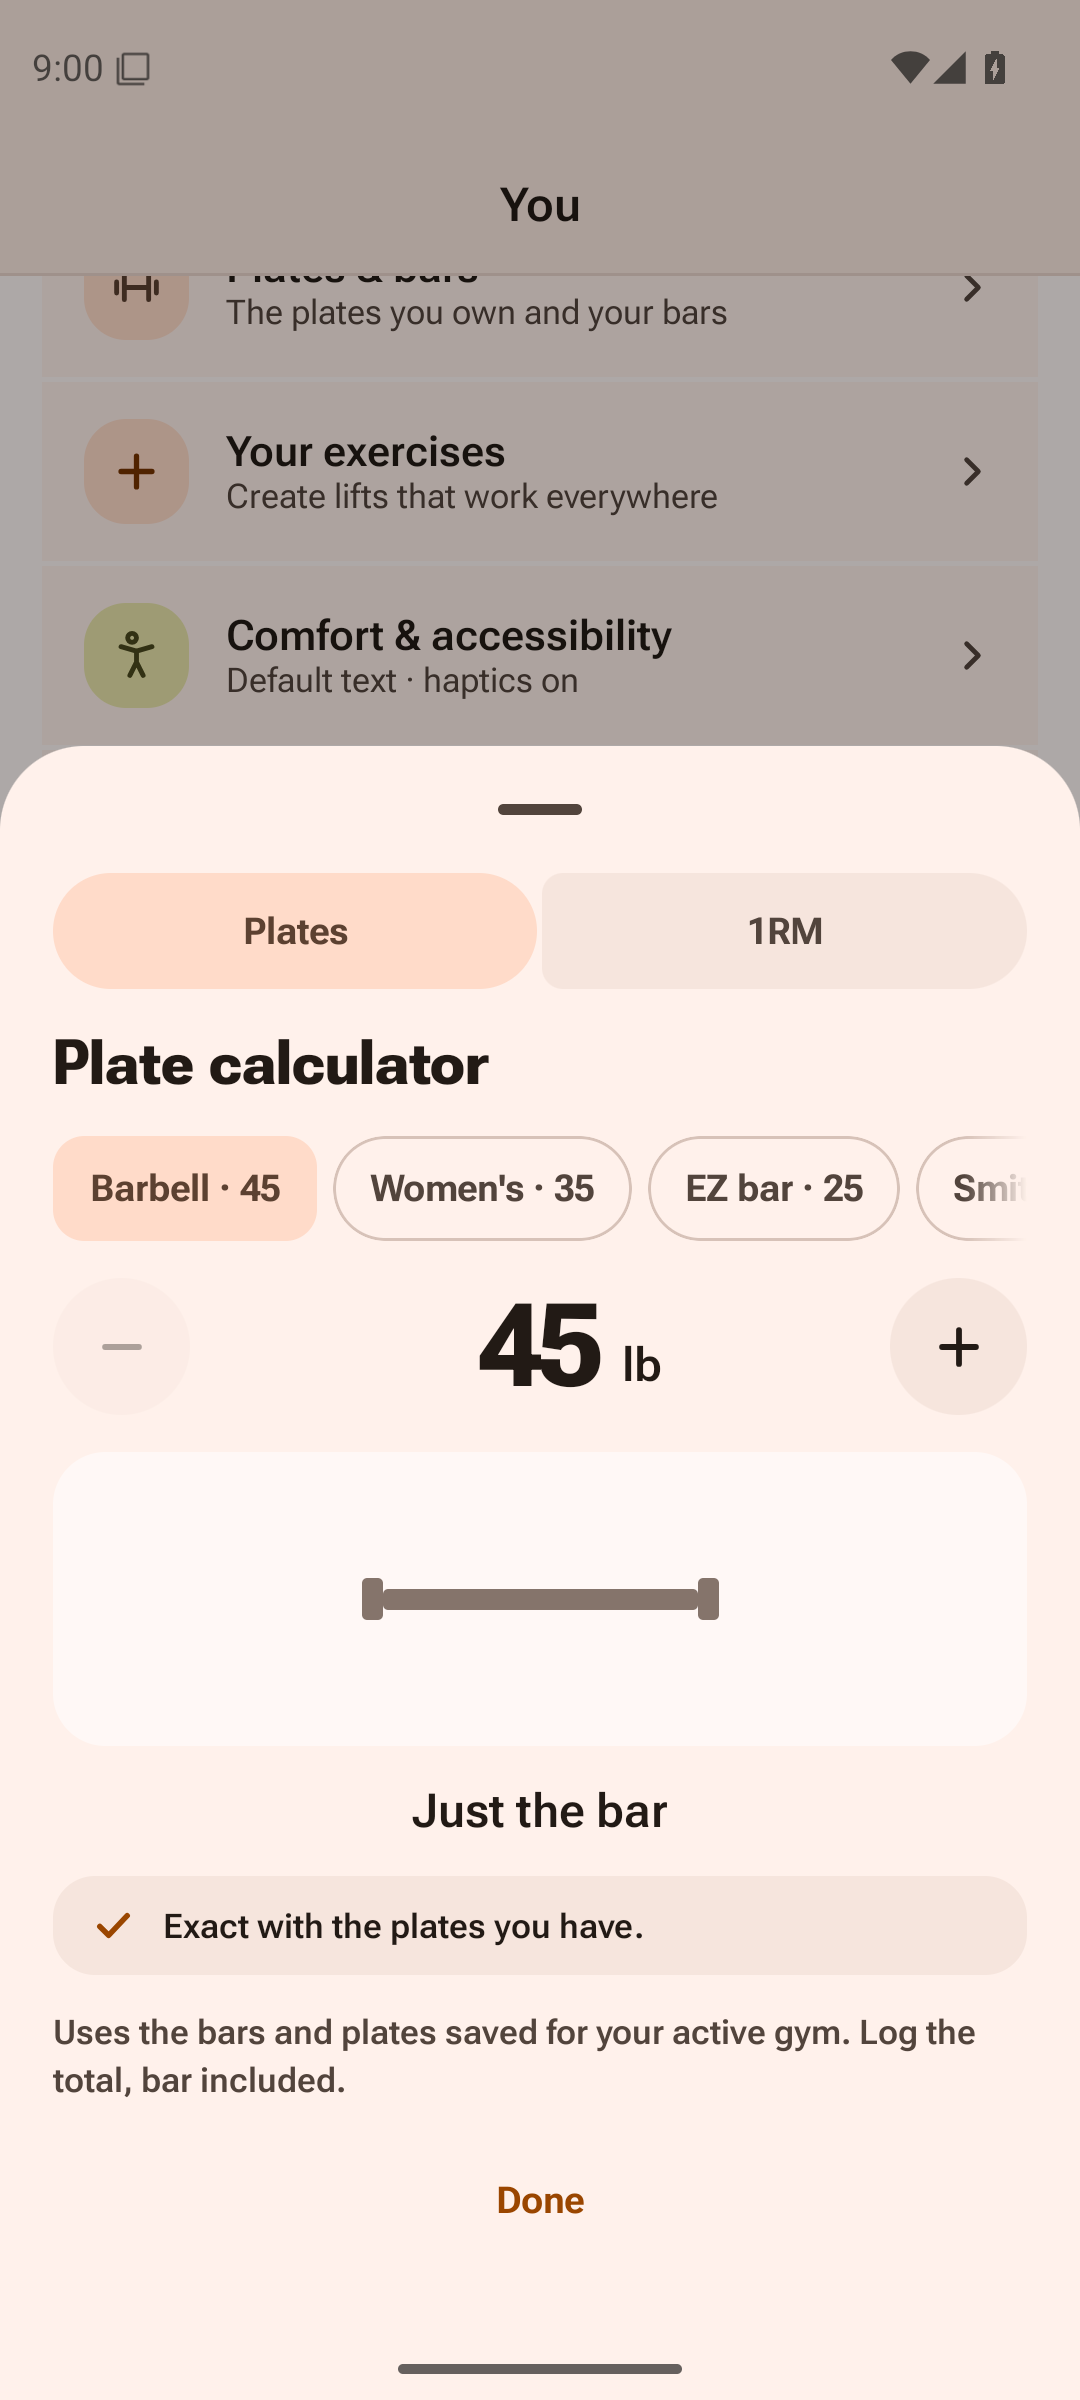 9:00
You
Plates & bars
The plates you own and your bars
Your exercises
Create lifts that work everywhere
Comfort & accessibility
Default text · haptics on
Plates
1RM
Plate calculator
Barbell · 45
Women's · 35
EZ bar · 25
45 lb
Just the bar
Exact with the plates you have.
Uses the bars and plates saved for your active gym. Log the
total, bar included.
Done